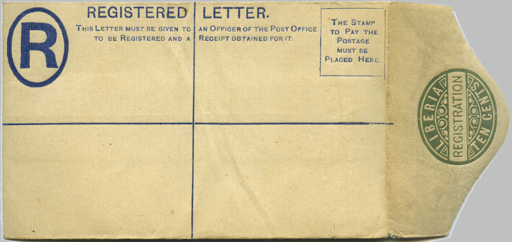 R
REGISTERED LETTER.
THIS LETTER MUST BE GIVEN TO AN OFFICER OF THE POST OFFICE
TO BE REGISTERED AND A RECEIPT OBTAINED FOR IT.
THE STAMP
TO PAY THE
POSTAGE
MUST BE
PLACED HERE.
LIBERIA
REGISTRATION
TEN CENTS